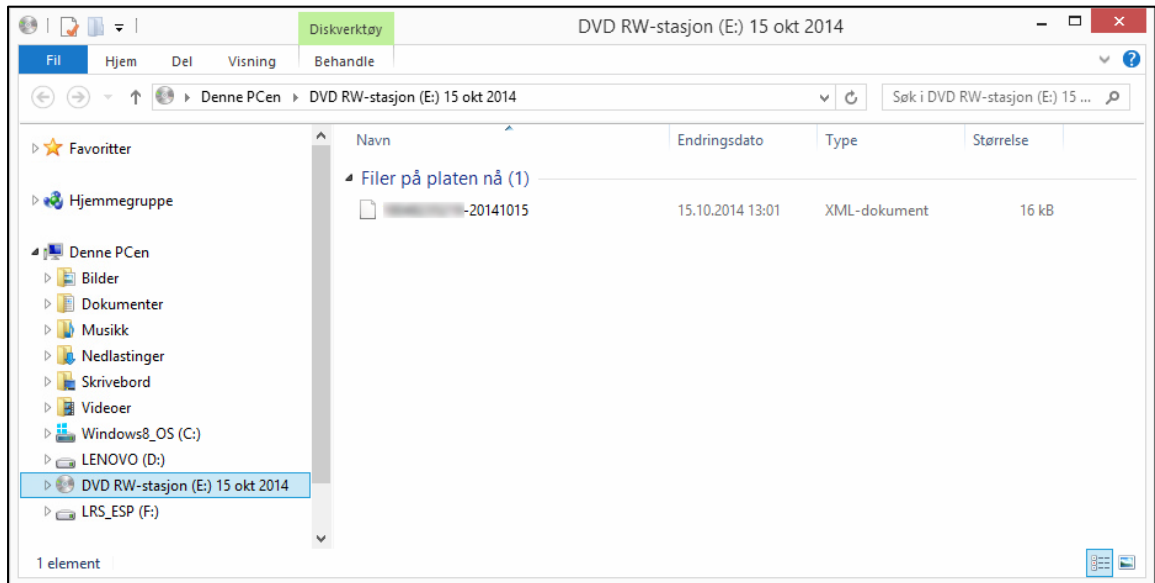 DVD RW-stasjon (E:) 15 okt 2014
Diskverktøy
Fil Hjem Del Visning Behandle
Denne PCen DVD RW-stasjon (E:) 15 okt 2014 Søk i DVD RW-stasjon (E:) 15 ...
Favoritter
Hjemmegruppe
Denne PCen
Bilder
Dokumenter
Musikk
Nedlastinger
Skrivebord
Videoer
Windows8_OS (C:)
LENOVO (D:)
DVD RW-stasjon (E:) 15 okt 2014
LRS_ESP (F:)
Navn Endringsdato Type Størrelse
Filer på platen nå (1)
-20141015 15.10.2014 13:01 XML-dokument 16 kB
1 element